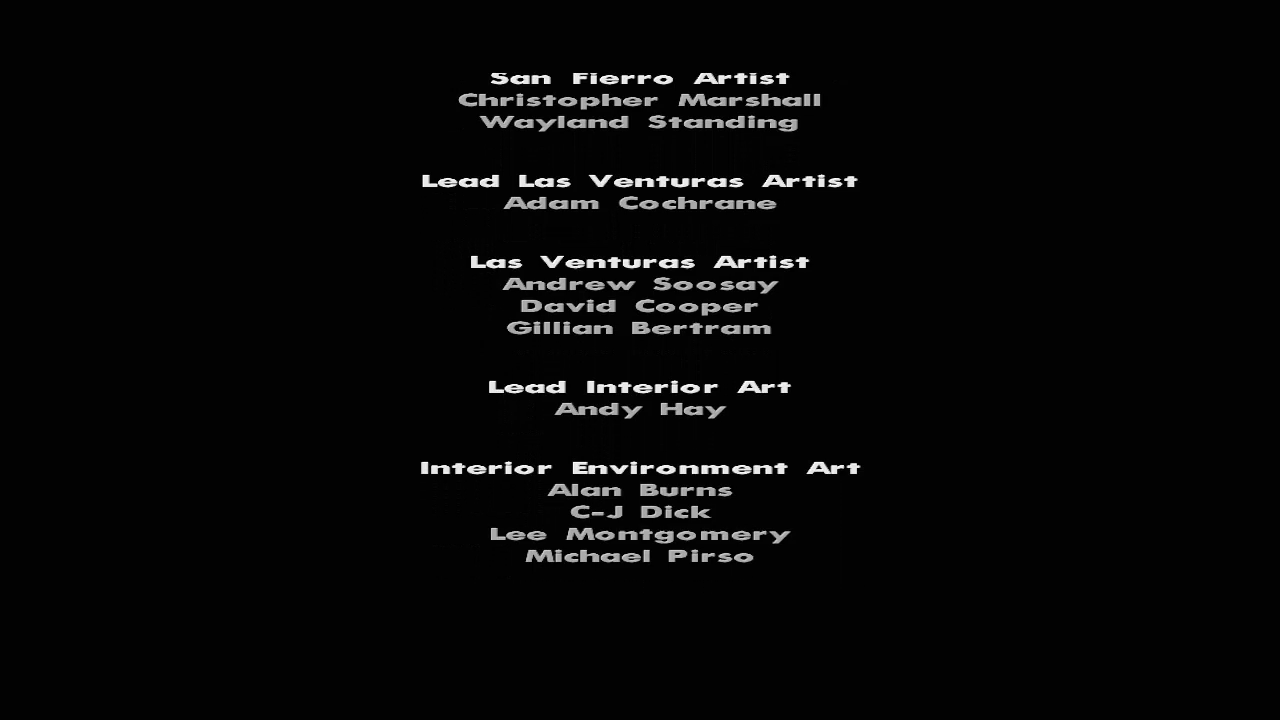 San Fierro Artist
Christopher Marshall
Wayland Standing
Lead Las Venturas Artist
Adam Cochrane
Las Venturas Artist
Andrew Soosay
David Cooper
Gillian Bertram
Lead Interior Art
Andy Hay
Interior Environment Art
Alan Burns
C-J Dick
Lee Montgomery
Michael Pirso